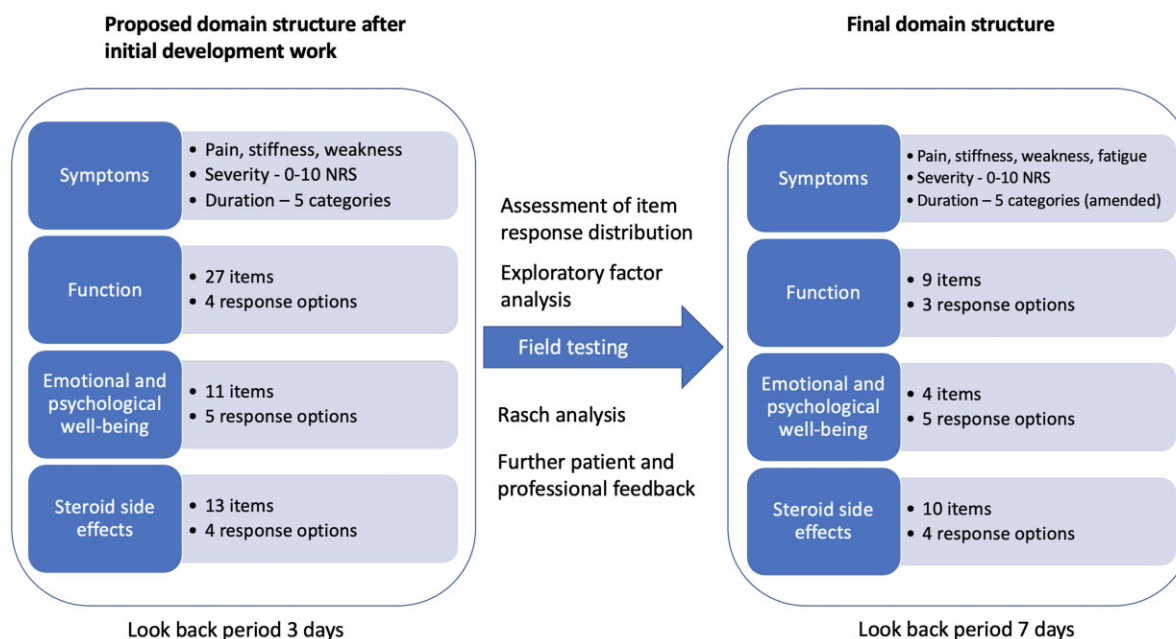 Proposed domain structure after
initial development work
Symptoms
• Pain, stiffness, weakness
• Severity - 0-10 NRS
• Duration – 5 categories
Function
• 27 items
• 4 response options
Emotional and
psychological
well-being
• 11 items
• 5 response options
Steroid side
effects
• 13 items
• 4 response options
Look back period 3 days
Assessment of item
response distribution
Exploratory factor
analysis
Field testing
Rasch analysis
Further patient and
professional feedback
Final domain structure
Symptoms
• Pain, stiffness, weakness, fatigue
• Severity - 0-10 NRS
• Duration – 5 categories (amended)
Function
• 9 items
• 3 response options
Emotional and
psychological
well-being
• 4 items
• 5 response options
Steroid side
effects
• 10 items
• 4 response options
Look back period 7 days